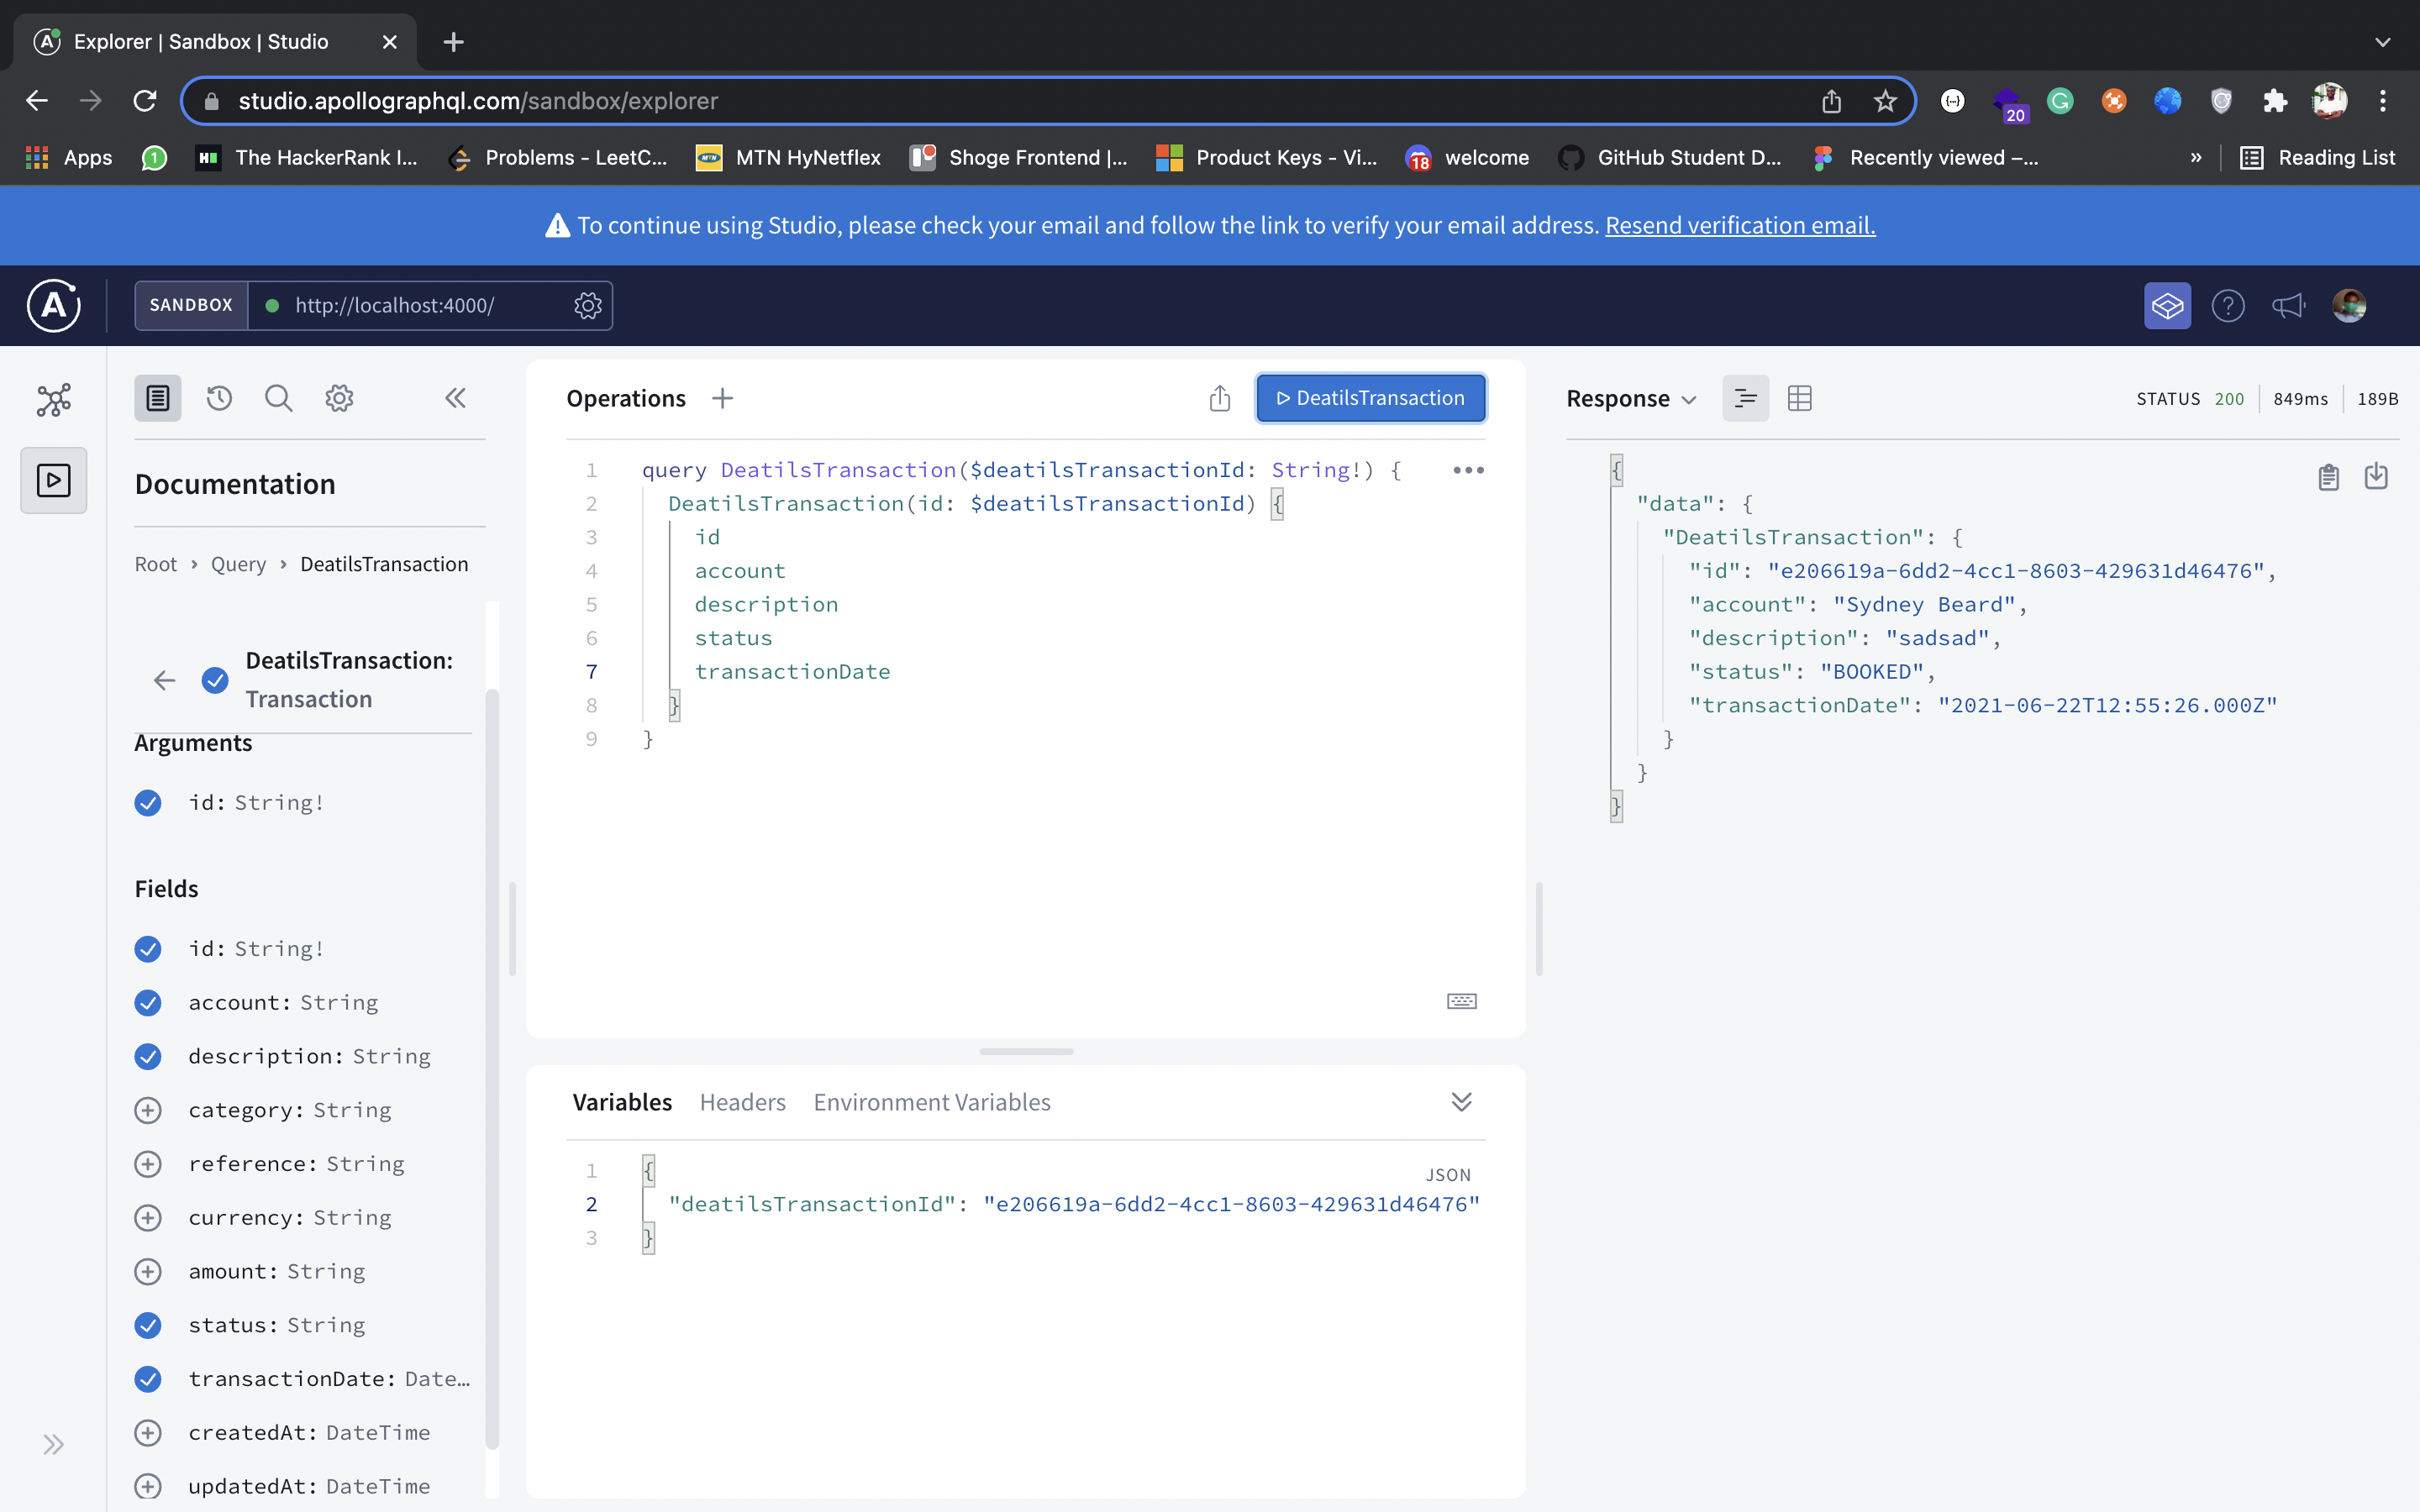 Explorer | Sandbox | Studio
studio.apollographql.com/sandbox/explorer
20
Apps
1
The HackerRank I...
Problems - LeetC...
MTN HyNetflex
Shoge Frontend |...
Product Keys - Vi...
18
welcome
GitHub Student D...
Recently viewed –...
»
Reading List
To continue using Studio, please check your email and follow the link to verify your email address. Resend verification email.
SANDBOX
http://localhost:4000/
Documentation
Root › Query › DeatilsTransaction
DeatilsTransaction:
Transaction
Arguments
id: String!
Fields
id: String!
account: String
description: String
category: String
reference: String
currency: String
amount: String
status: String
transactionDate: Date…
createdAt: DateTime
updatedAt: DateTime
Operations
DeatilsTransaction
1 query DeatilsTransaction($deatilsTransactionId: String!) {
2 DeatilsTransaction(id: $deatilsTransactionId) {
3 id
4 account
5 description
6 status
7 transactionDate
8 }
9 }
Variables Headers Environment Variables
JSON
1 {
2 "deatilsTransactionId": "e206619a-6dd2-4cc1-8603-429631d46476"
3 }
Response
STATUS 200 849ms 189B
{
"data": {
"DeatilsTransaction": {
"id": "e206619a-6dd2-4cc1-8603-429631d46476",
"account": "Sydney Beard",
"description": "sadsad",
"status": "BOOKED",
"transactionDate": "2021-06-22T12:55:26.000Z"
}
}
}